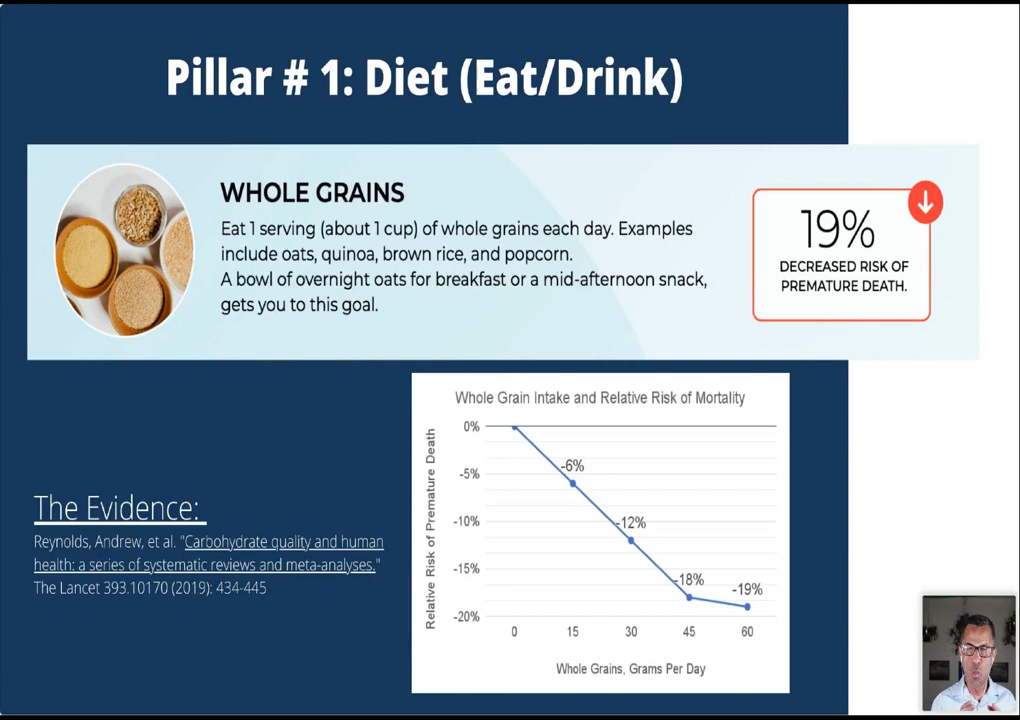 Pillar # 1: Diet (Eat/Drink)
WHOLE GRAINS
Eat 1 serving (about 1 cup) of whole grains each day. Examples
include oats, quinoa, brown rice, and popcorn.
A bowl of overnight oats for breakfast or a mid-afternoon snack,
gets you to this goal.
19%
DECREASED RISK OF
PREMATURE DEATH.
The Evidence:
Reynolds, Andrew, et al. "Carbohydrate quality and human
health: a series of systematic reviews and meta-analyses."
The Lancet 393.10170 (2019): 434-445
Whole Grain Intake and Relative Risk of Mortality
Relative Risk of Premature Death
0%
-5%
-10%
-15%
-20%
-6%
-12%
-18%
-19%
0 15 30 45 60
Whole Grains, Grams Per Day